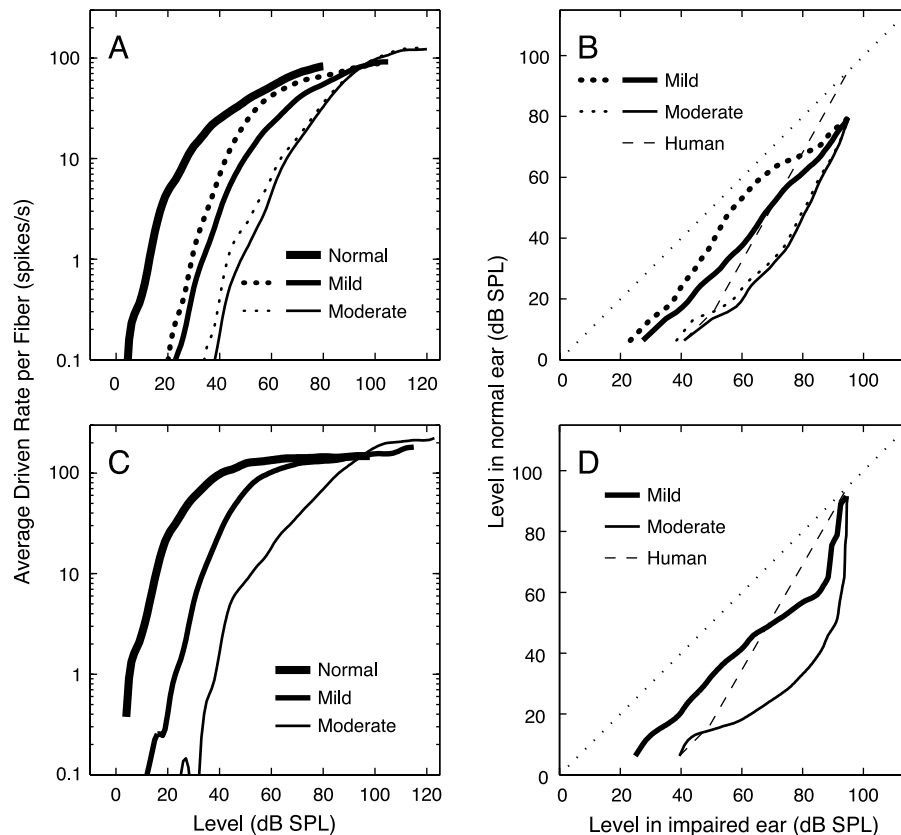 A
100
10
1
0.1
Normal
Mild
Moderate
0 20 40 60 80 100 120
B
100
80
60
40
20
0
Mild
Moderate
Human
0 20 40 60 80 100
C
100
10
1
0.1
Normal
Mild
Moderate
0 20 40 60 80 100 120
Level (dB SPL)
Average Driven Rate per Fiber (spikes/s)
D
100
80
60
40
20
0
Mild
Moderate
Human
0 20 40 60 80 100
Level in impaired ear (dB SPL)
Level in normal ear (dB SPL)